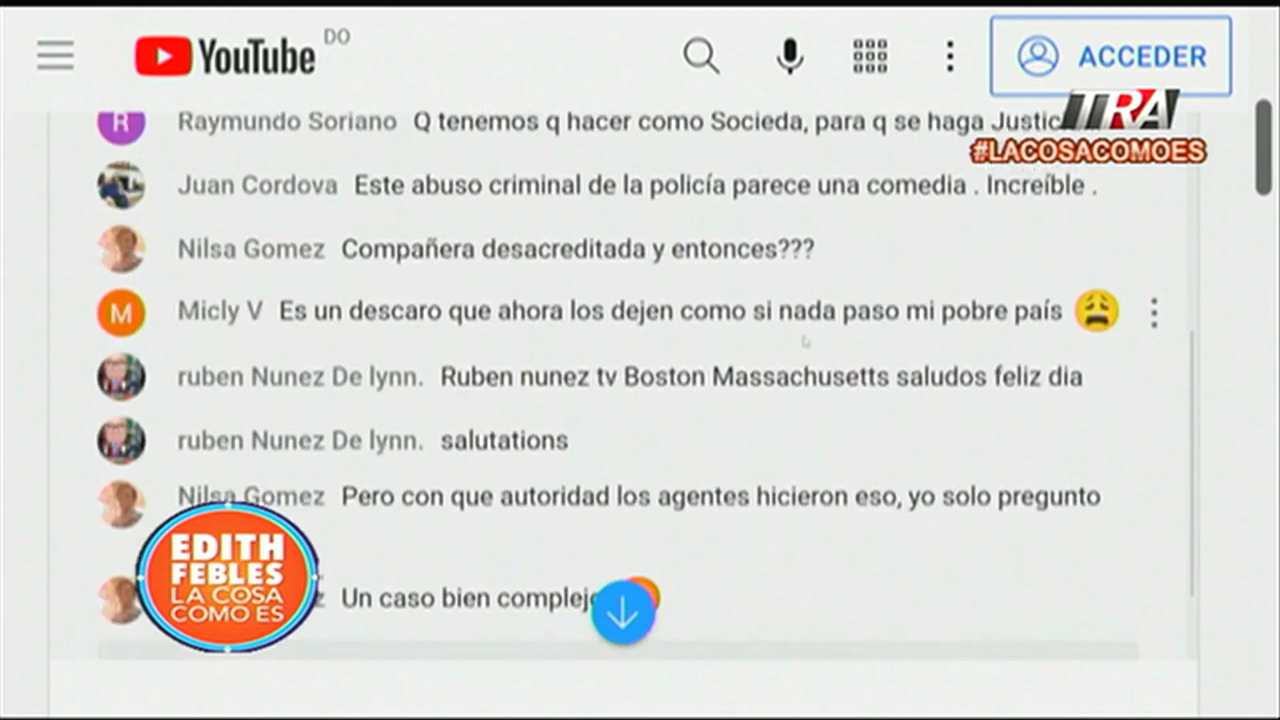 YouTube DO
ACCEDER
TRA
#LACOSACOMOES
R Raymundo Soriano Q tenemos q hacer como Socieda, para q se haga
Juan Cordova Este abuso criminal de la policía parece una comedia . Increíble .
Nilsa Gomez Compañera desacreditada y entonces???
M Micly V Es un descaro que ahora los dejen como si nada paso mi pobre país 😩
ruben Nunez De lynn. Ruben nunez tv Boston Massachusetts saludos feliz dia
ruben Nunez De lynn. salutations
Nilsa Gomez Pero con que autoridad los agentes hicieron eso, yo solo pregunto
Un caso bien
EDITH
FEBLES
LA COSA
COMO ES